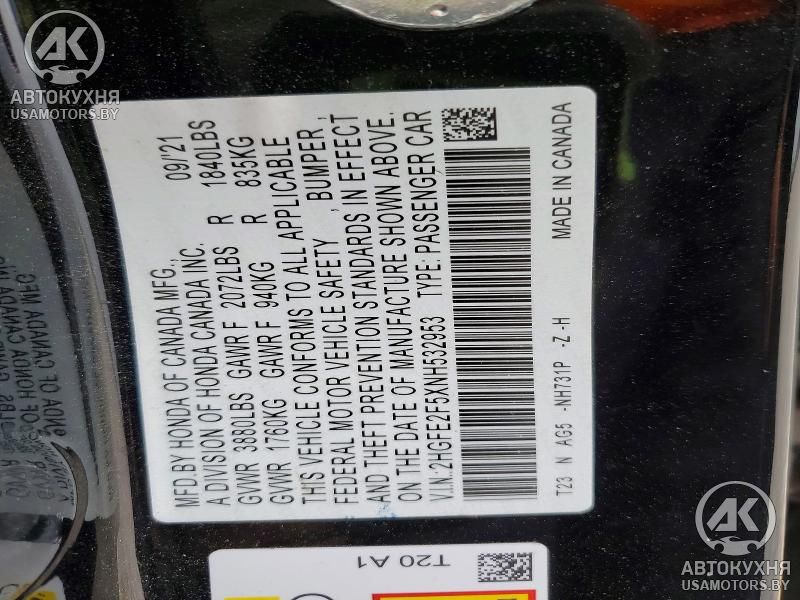 АК
АВТОКУХНЯ
USAMOTORS.BY
MFD.BY HONDA OF CANADA MFG., 09/'21
A DIVISION OF HONDA CANADA INC.
GVWR 3880LBS GAWR F 2072LBS R 1840LBS
GVWR 1760KG GAWR F 940KG R 835KG
THIS VEHICLE CONFORMS TO ALL APPLICABLE
FEDERAL MOTOR VEHICLE SAFETY , BUMPER ,
AND THEFT PREVENTION STANDARDS IN EFFECT
ON THE DATE OF MANUFACTURE SHOWN ABOVE.
V.I.N.:2HGFE2F5XNH532953 TYPE: PASSENGER CAR
T23 N AG5 -NH731P -Z -H MADE IN CANADA
T20 A1
АК
АВТОКУХНЯ
USAMOTORS.BY